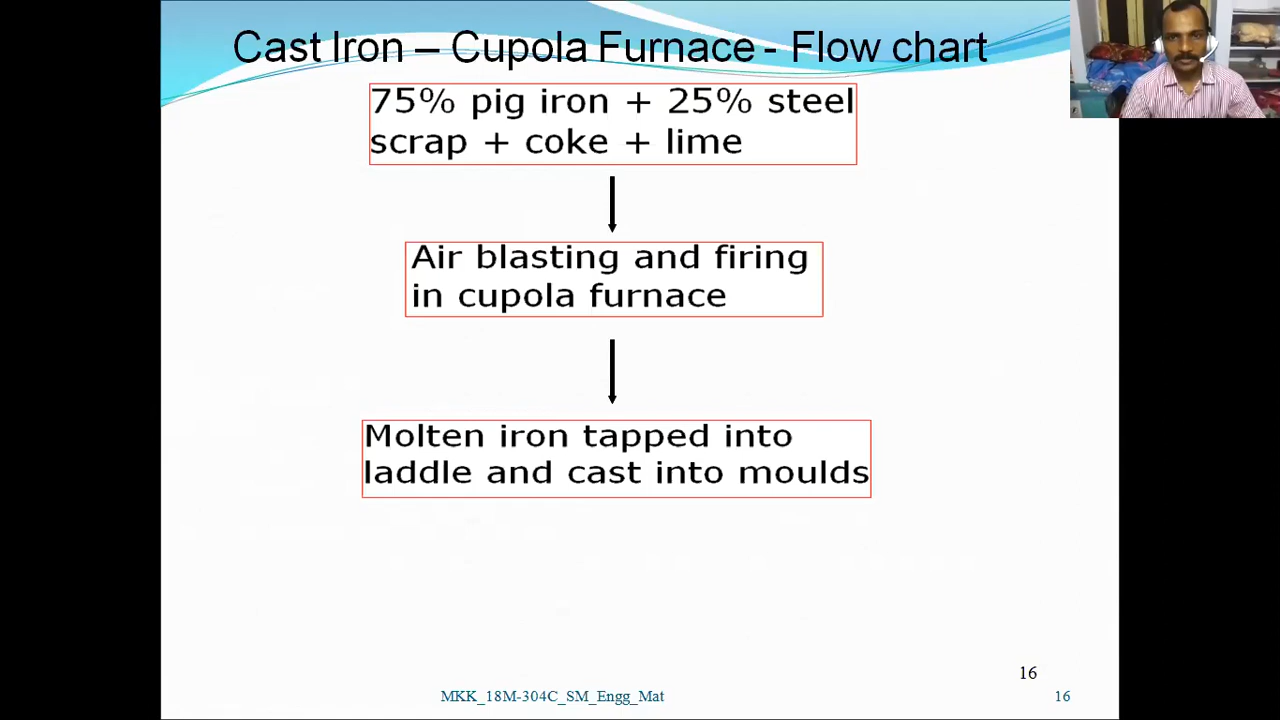 Cast Iron – Cupola Furnace - Flow chart
75% pig iron + 25% steel
scrap + coke + lime
Air blasting and firing
in cupola furnace
Molten iron tapped into
laddle and cast into moulds
16
MKK_18M-304C_SM_Engg_Mat
16